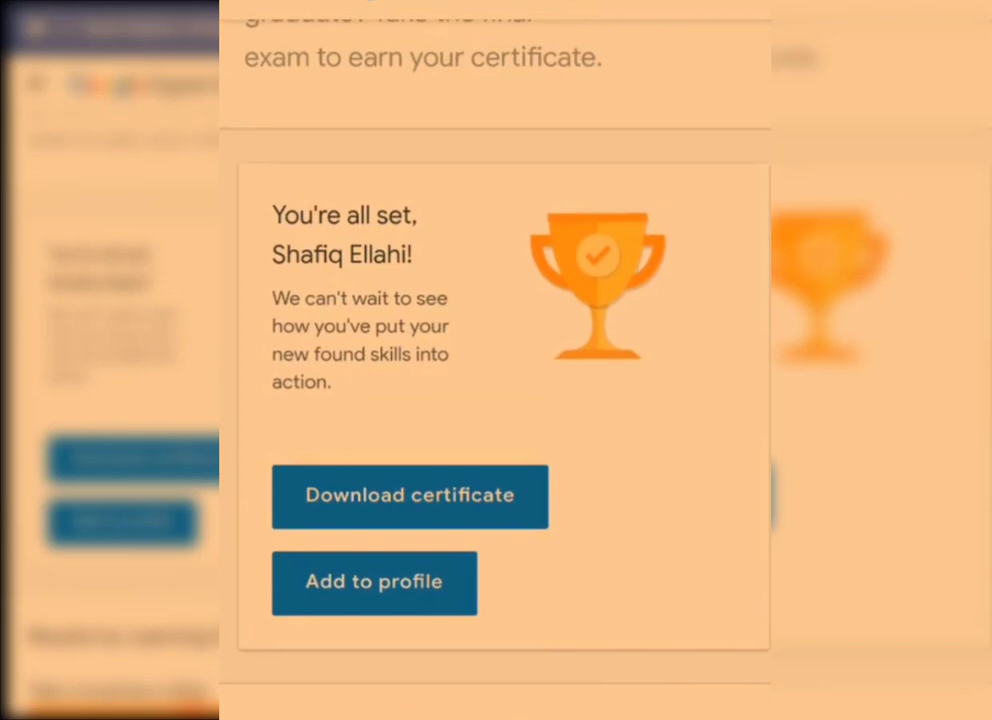 exam to earn your certificate.
You're all set,
Shafiq Ellahi!
We can't wait to see
how you've put your
new found skills into
action.
Download certificate
Add to profile